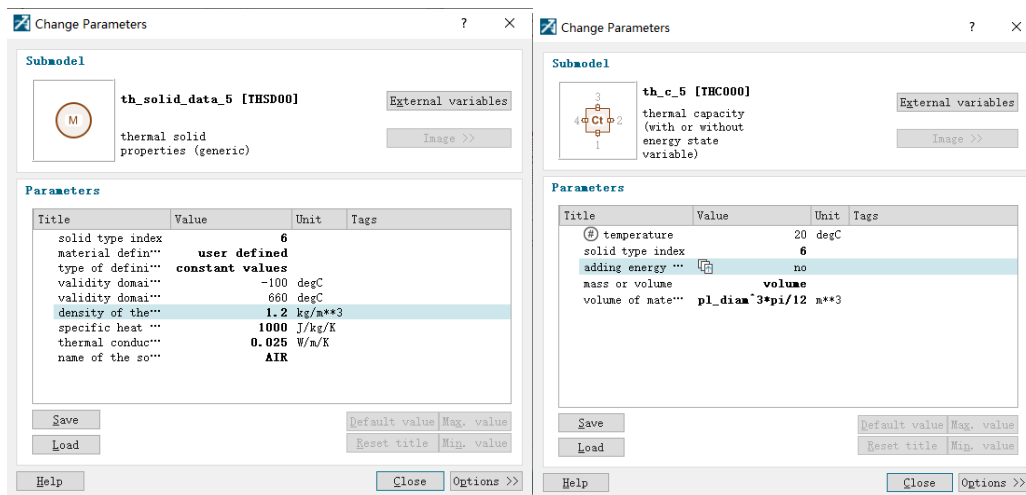 Change Parameters ? ×
Submodel
M
th_solid_data_5 [THSD00]
thermal solid
properties (generic)
External variables
Image >>
Parameters
Title Value Unit Tags
solid type index 6
material defin... user defined
type of defini... constant values
validity domai... -100 degC
validity domai... 660 degC
density of the... 1.2 kg/m**3
specific heat ... 1000 J/kg/K
thermal conduc... 0.025 W/m/K
name of the so... AIR
Save
Load
Default value Max. value
Reset title Min. value
Help Close Options >>
Change Parameters ? ×
Submodel
3
4 Ct 2
1
th_c_5 [THC000]
thermal capacity
(with or without
energy state
variable)
External variables
Image >>
Parameters
Title Value Unit Tags
# temperature 20 degC
solid type index 6
adding energy ... no
mass or volume volume
volume of mate... pl_diam^3*pi/12 m**3
Save
Load
Default value Max. value
Reset title Min. value
Help Close Options >>